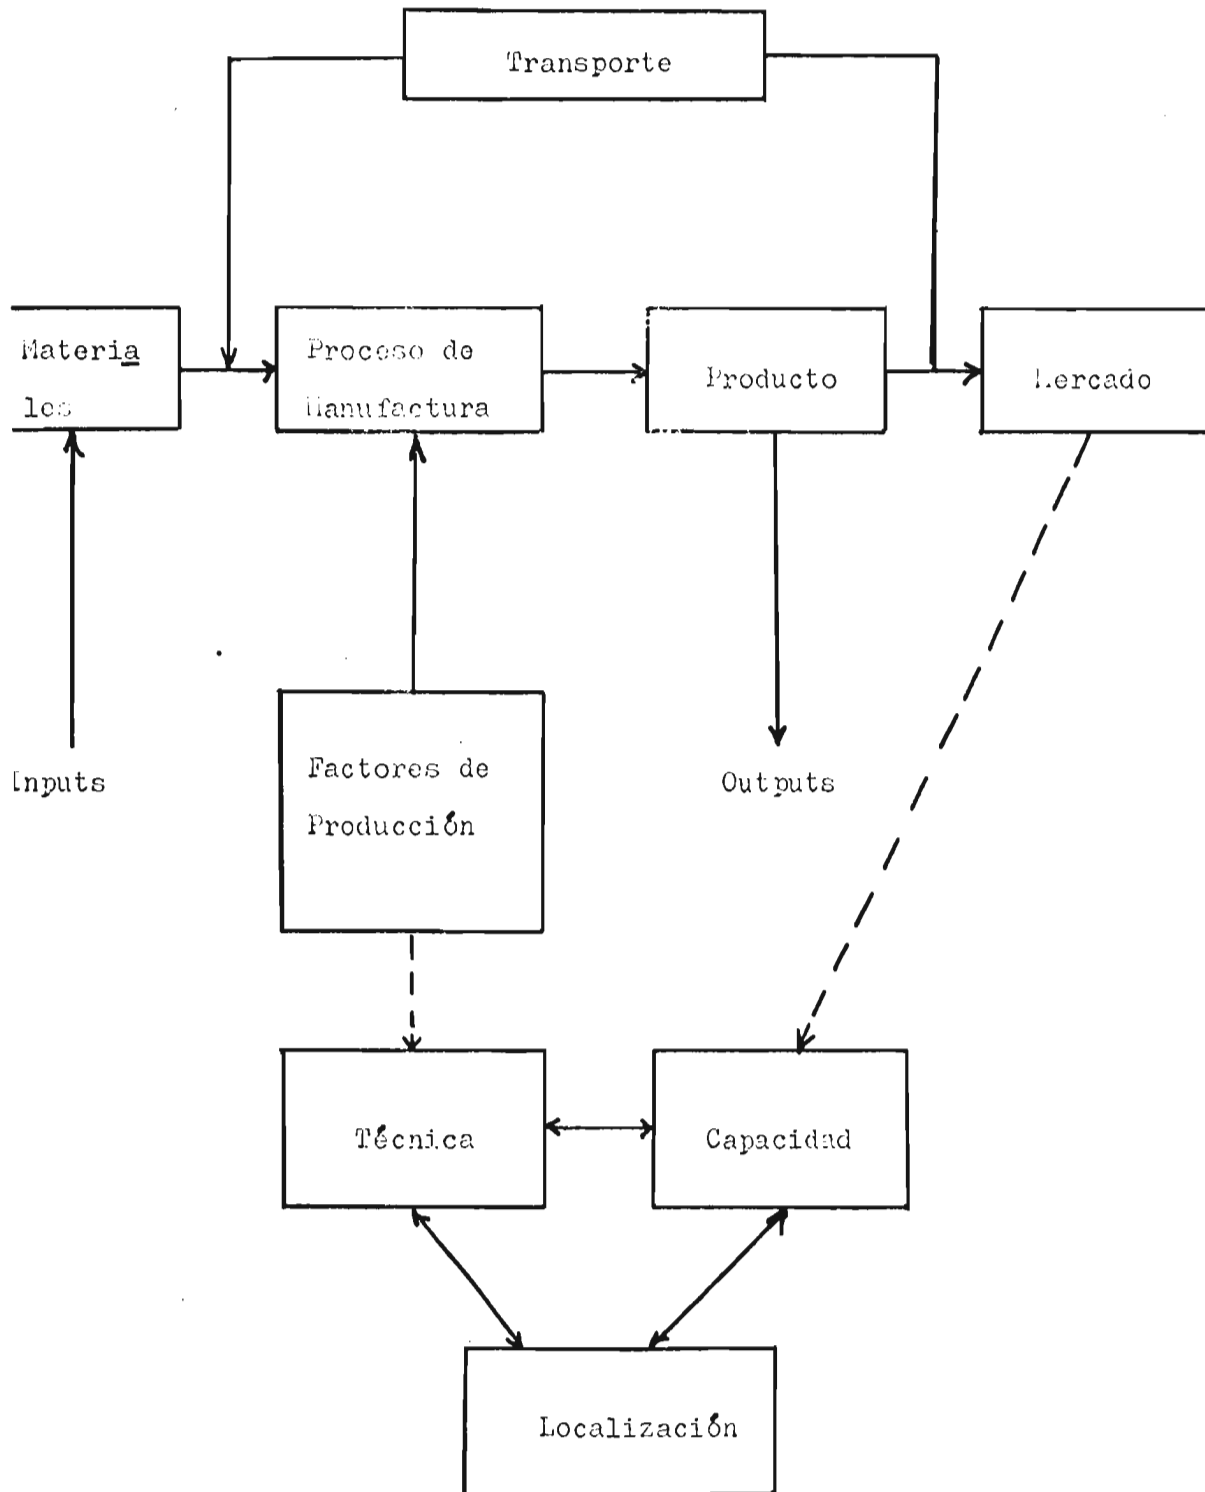 Transporte
Materia
les
Proceso de
Manufactura
Producto
Mercado
Inputs
Factores de
Producción
Outputs
Técnica
Capacidad
Localización